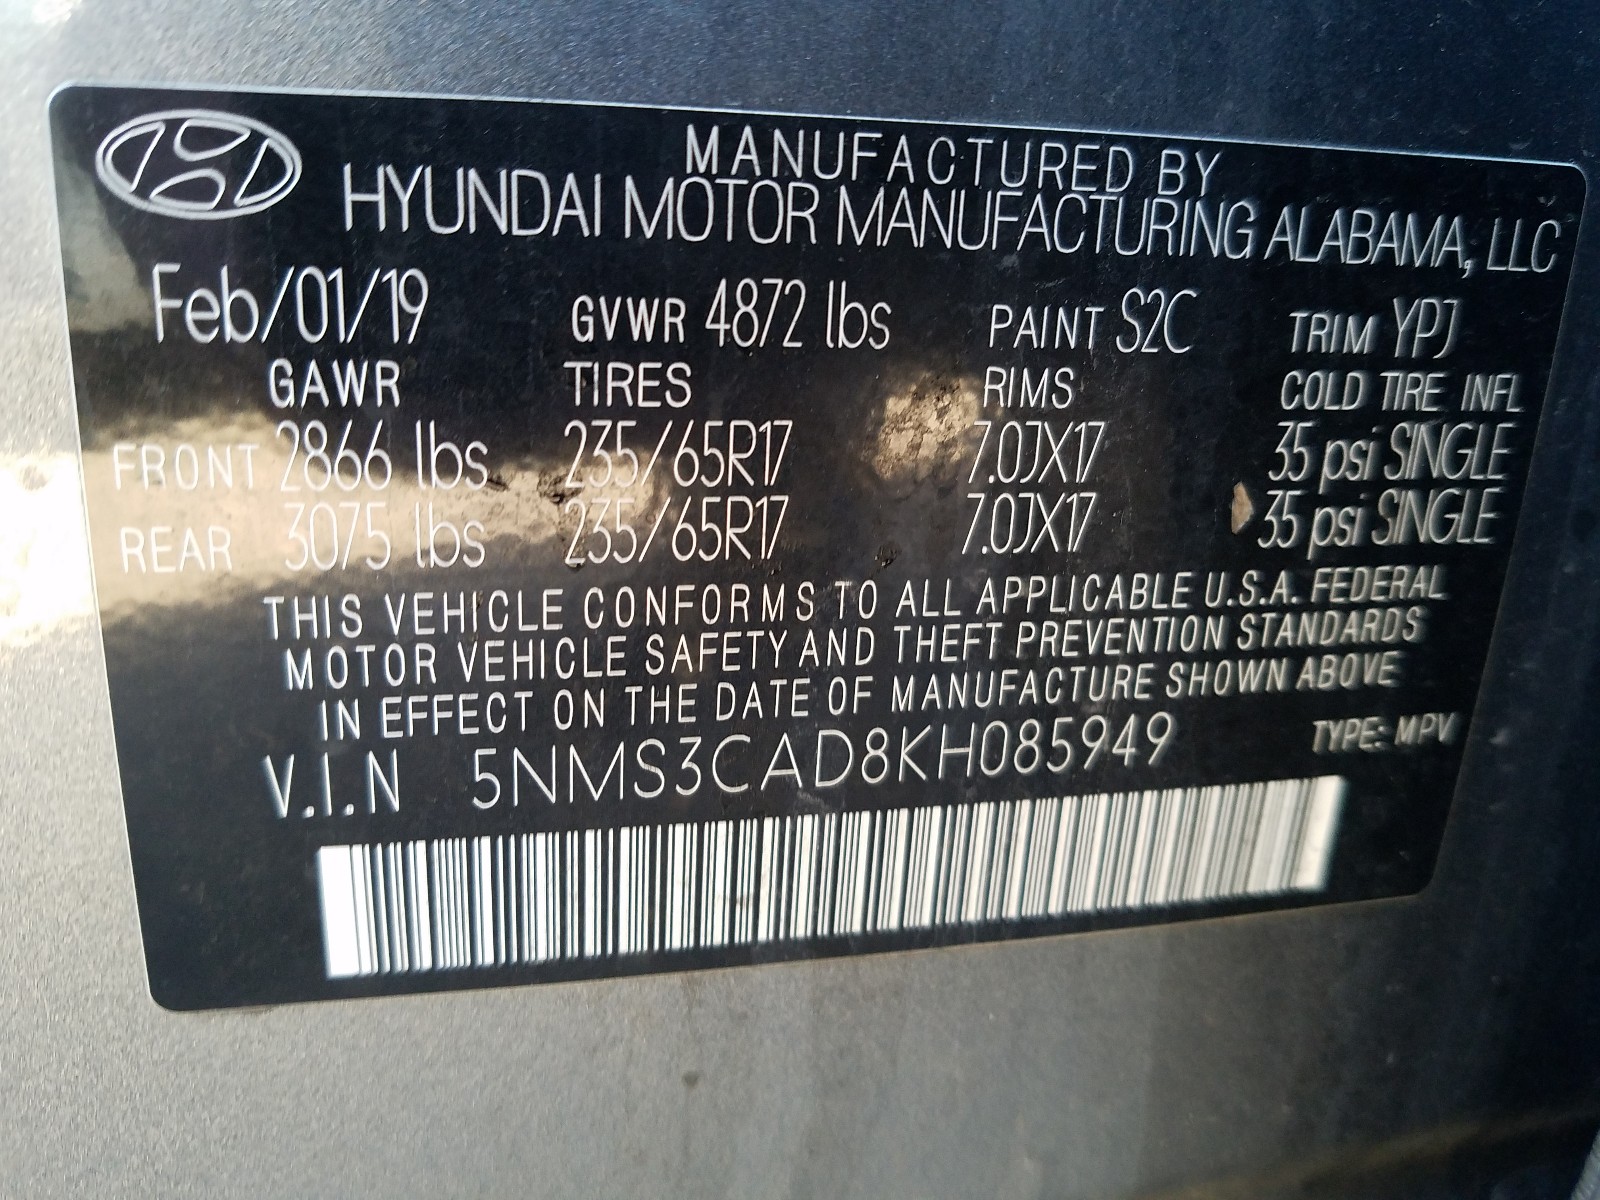 MANUFACTURED BY
HYUNDAI MOTOR MANUFACTURING ALABAMA, LLC
Feb/01/19 GVWR 4872 lbs PAINT S2C TRIM YPJ
GAWR TIRES RIMS COLD TIRE INFL
FRONT 2866 lbs 235/65R17 7.0JX17 35 psi SINGLE
REAR 3075 lbs 235/65R17 7.0JX17 35 psi SINGLE
THIS VEHICLE CONFORMS TO ALL APPLICABLE U.S.A. FEDERAL
MOTOR VEHICLE SAFETY AND THEFT PREVENTION STANDARDS
IN EFFECT ON THE DATE OF MANUFACTURE SHOWN ABOVE
V.I.N 5NMS3CAD8KH085949 TYPE: MPV